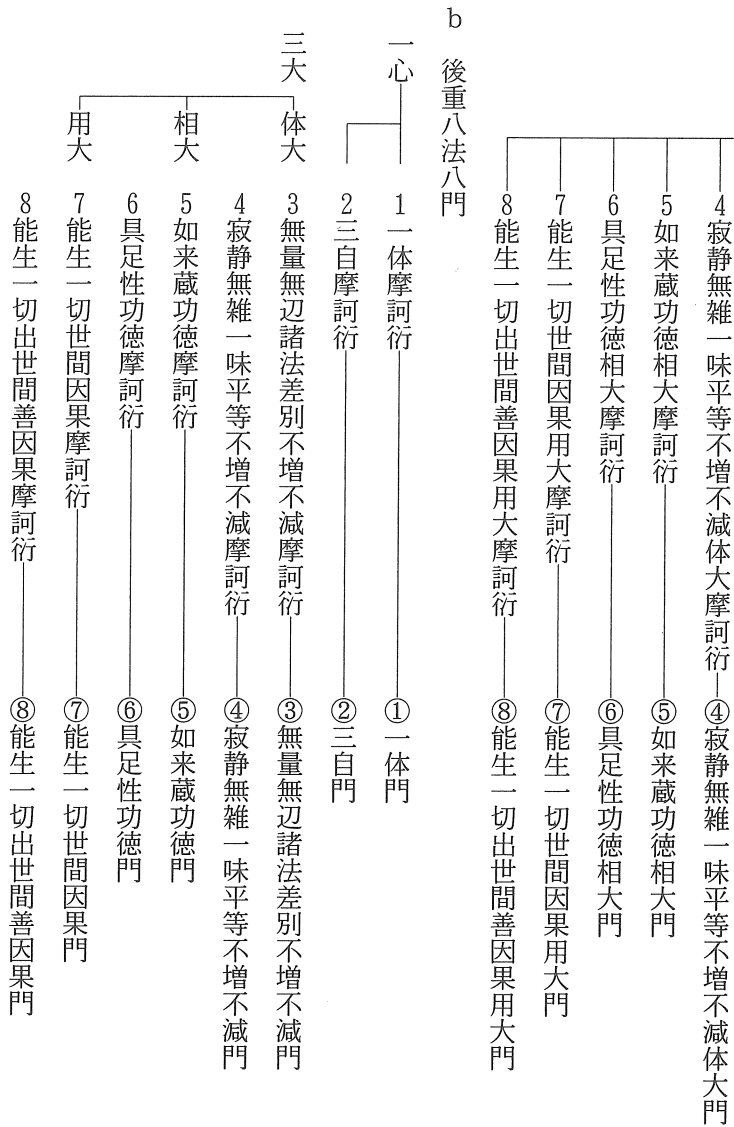 4寂静無雑一味平等不増不減体大摩訶衍 ④寂静無雑一味平等不増不減体大門
5如来蔵功徳相大摩訶衍 ⑤如来蔵功徳相大門
6具足性功徳相大摩訶衍 ⑥具足性功徳相大門
7能生一切世間因果用大摩訶衍 ⑦能生一切世間因果用大門
8能生一切出世間善因果用大摩訶衍 ⑧能生一切出世間善因果用大門
b 後重八法八門
一心
1一体摩訶衍 ①一体門
2三自摩訶衍 ②三自門
三大
体大
3無量無辺諸法差別不増不減摩訶衍 ③無量無辺諸法差別不増不減門
4寂静無雑一味平等不増不減摩訶衍 ④寂静無雑一味平等不増不減門
相大
5如来蔵功徳摩訶衍 ⑤如来蔵功徳門
6具足性功徳摩訶衍 ⑥具足性功徳門
用大
7能生一切世間因果摩訶衍 ⑦能生一切世間因果門
8能生一切出世間善因果摩訶衍 ⑧能生一切出世間善因果門